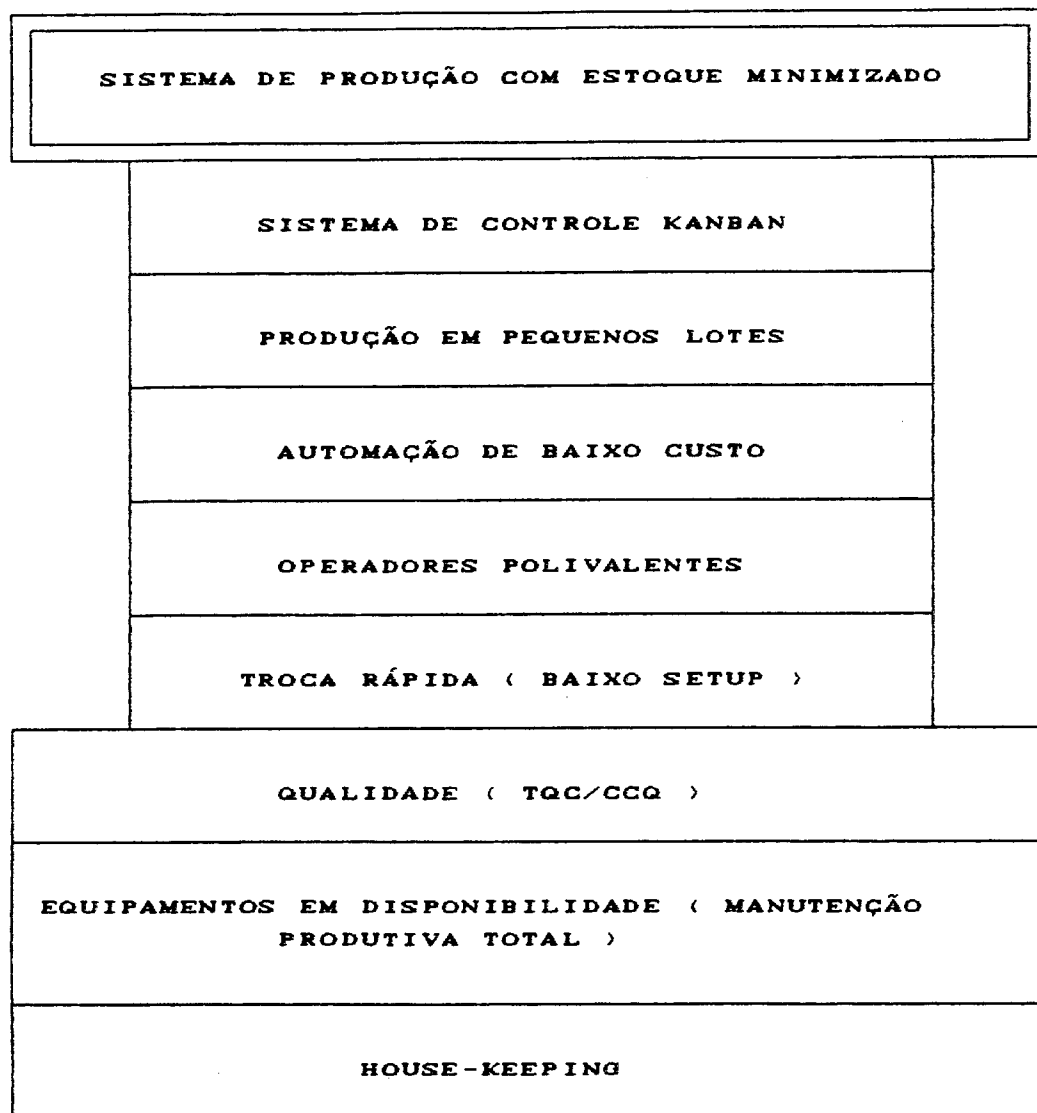 SISTEMA DE PRODUÇÃO COM ESTOQUE MINIMIZADO
SISTEMA DE CONTROLE KANBAN
PRODUÇÃO EM PEQUENOS LOTES
AUTOMAÇÃO DE BAIXO CUSTO
OPERADORES POLIVALENTES
TROCA RÁPIDA ( BAIXO SETUP )
QUALIDADE ( TQC/CCQ )
EQUIPAMENTOS EM DISPONIBILIDADE ( MANUTENÇÃO
PRODUTIVA TOTAL )
HOUSE-KEEPING